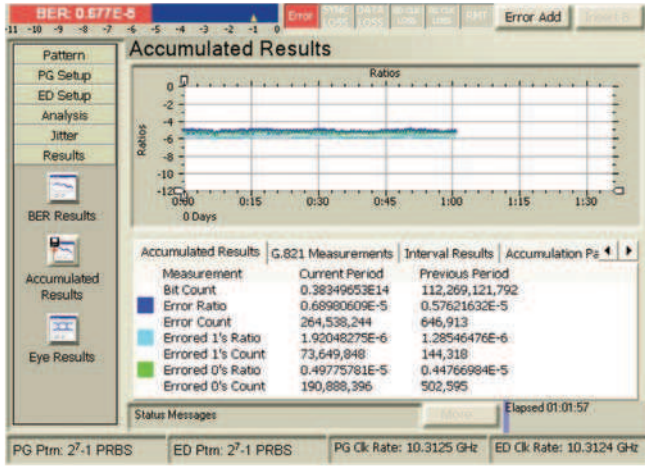 BER: 0.677E-5
Error
SYNC LOSS
DATA LOSS
RMT
Error Add
-11 -10 -9 -8 -7 -6 -5 -4 -3 -2 -1 0
Pattern
PG Setup
ED Setup
Analysis
Jitter
Results
BER Results
Accumulated Results
Eye Results
Accumulated Results
Ratios
Ratios
0
-2
-4
-6
-8
-10
-12
0:00 0:15 0:30 0:45 1:00 1:15 1:30
0 Days
Accumulated Results G.821 Measurements Interval Results Accumulation Pa
Measurement Current Period Previous Period
Bit Count 0.38349653E14 112,269,121,792
Error Ratio 0.68980609E-5 0.57621632E-5
Error Count 264,538,244 646,913
Errored 1's Ratio 1.92048275E-6 1.28546476E-6
Errored 1's Count 73,649,848 144,318
Errored 0's Ratio 0.49775781E-5 0.44766984E-5
Errored 0's Count 190,888,396 502,595
Status Messages
More
Elapsed 01:01:57
PG Ptrn: 2⁷-1 PRBS
ED Ptrn: 2⁷-1 PRBS
PG Clk Rate: 10.3125 GHz
ED Clk Rate: 10.3124 GHz